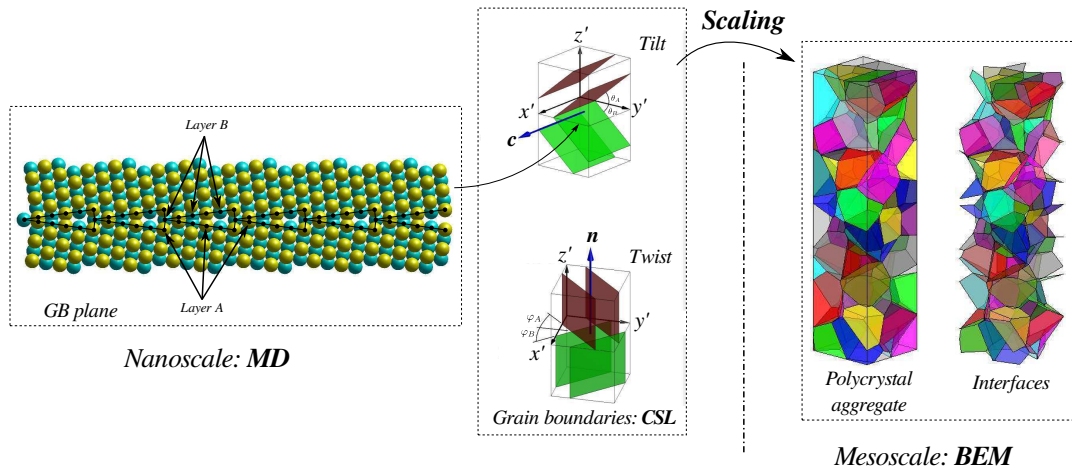 Layer B
Layer A
GB plane
Nanoscale: MD
Tilt
z'
x'
y'
θA
θB
c
n
Twist
z'
φA
φB
y'
x'
Grain boundaries: CSL
Scaling
Polycrystal
aggregate
Interfaces
Mesoscale: BEM